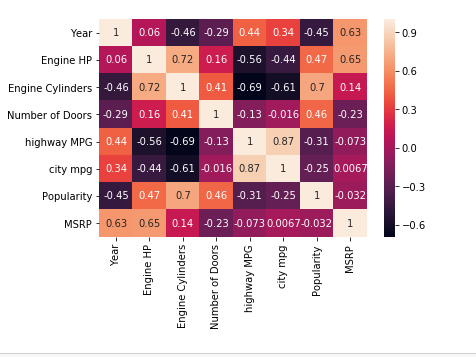 Year 1 0.06 -0.46 -0.29 0.44 0.34 -0.45 0.63
Engine HP 0.06 1 0.72 0.16 -0.56 -0.44 0.47 0.65
Engine Cylinders -0.46 0.72 1 0.41 -0.69 -0.61 0.7 0.14
Number of Doors -0.29 0.16 0.41 1 -0.13 -0.016 0.46 -0.23
highway MPG 0.44 -0.56 -0.69 -0.13 1 0.87 -0.31 -0.073
city mpg 0.34 -0.44 -0.61 -0.016 0.87 1 -0.25 0.0067
Popularity -0.45 0.47 0.7 0.46 -0.31 -0.25 1 -0.032
MSRP 0.63 0.65 0.14 -0.23 -0.073 0.0067 -0.032 1
Year
Engine HP
Engine Cylinders
Number of Doors
highway MPG
city mpg
Popularity
MSRP
0.9
0.6
0.3
0.0
−0.3
−0.6